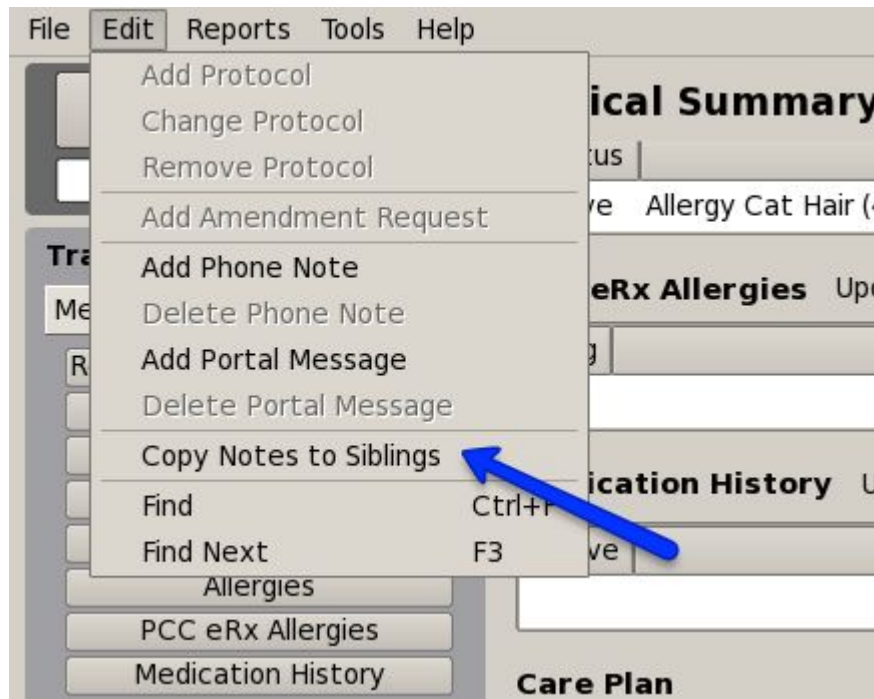 File Edit Reports Tools Help
Add Protocol
Change Protocol
Remove Protocol
Add Amendment Request
Add Phone Note
Delete Phone Note
Add Portal Message
Delete Portal Message
Copy Notes to Siblings
Find Ctrl+F
Find Next F3
Allergies
PCC eRx Allergies
Medication History
ical Summary
tus
ve Allergy Cat Hair (
eRx Allergies Upd
ication History U
ve
Care Plan